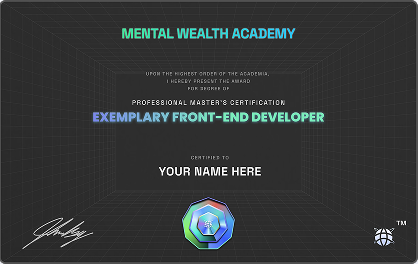 MENTAL WEALTH ACADEMY
UPON THE HIGHEST ORDER OF THE ACADEMIA,
I HEREBY PRESENT THE AWARD
FOR DEGREE OF
PROFESSIONAL MASTER'S CERTIFICATION
EXEMPLARY FRONT-END DEVELOPER
CERTIFIED TO
YOUR NAME HERE
TM